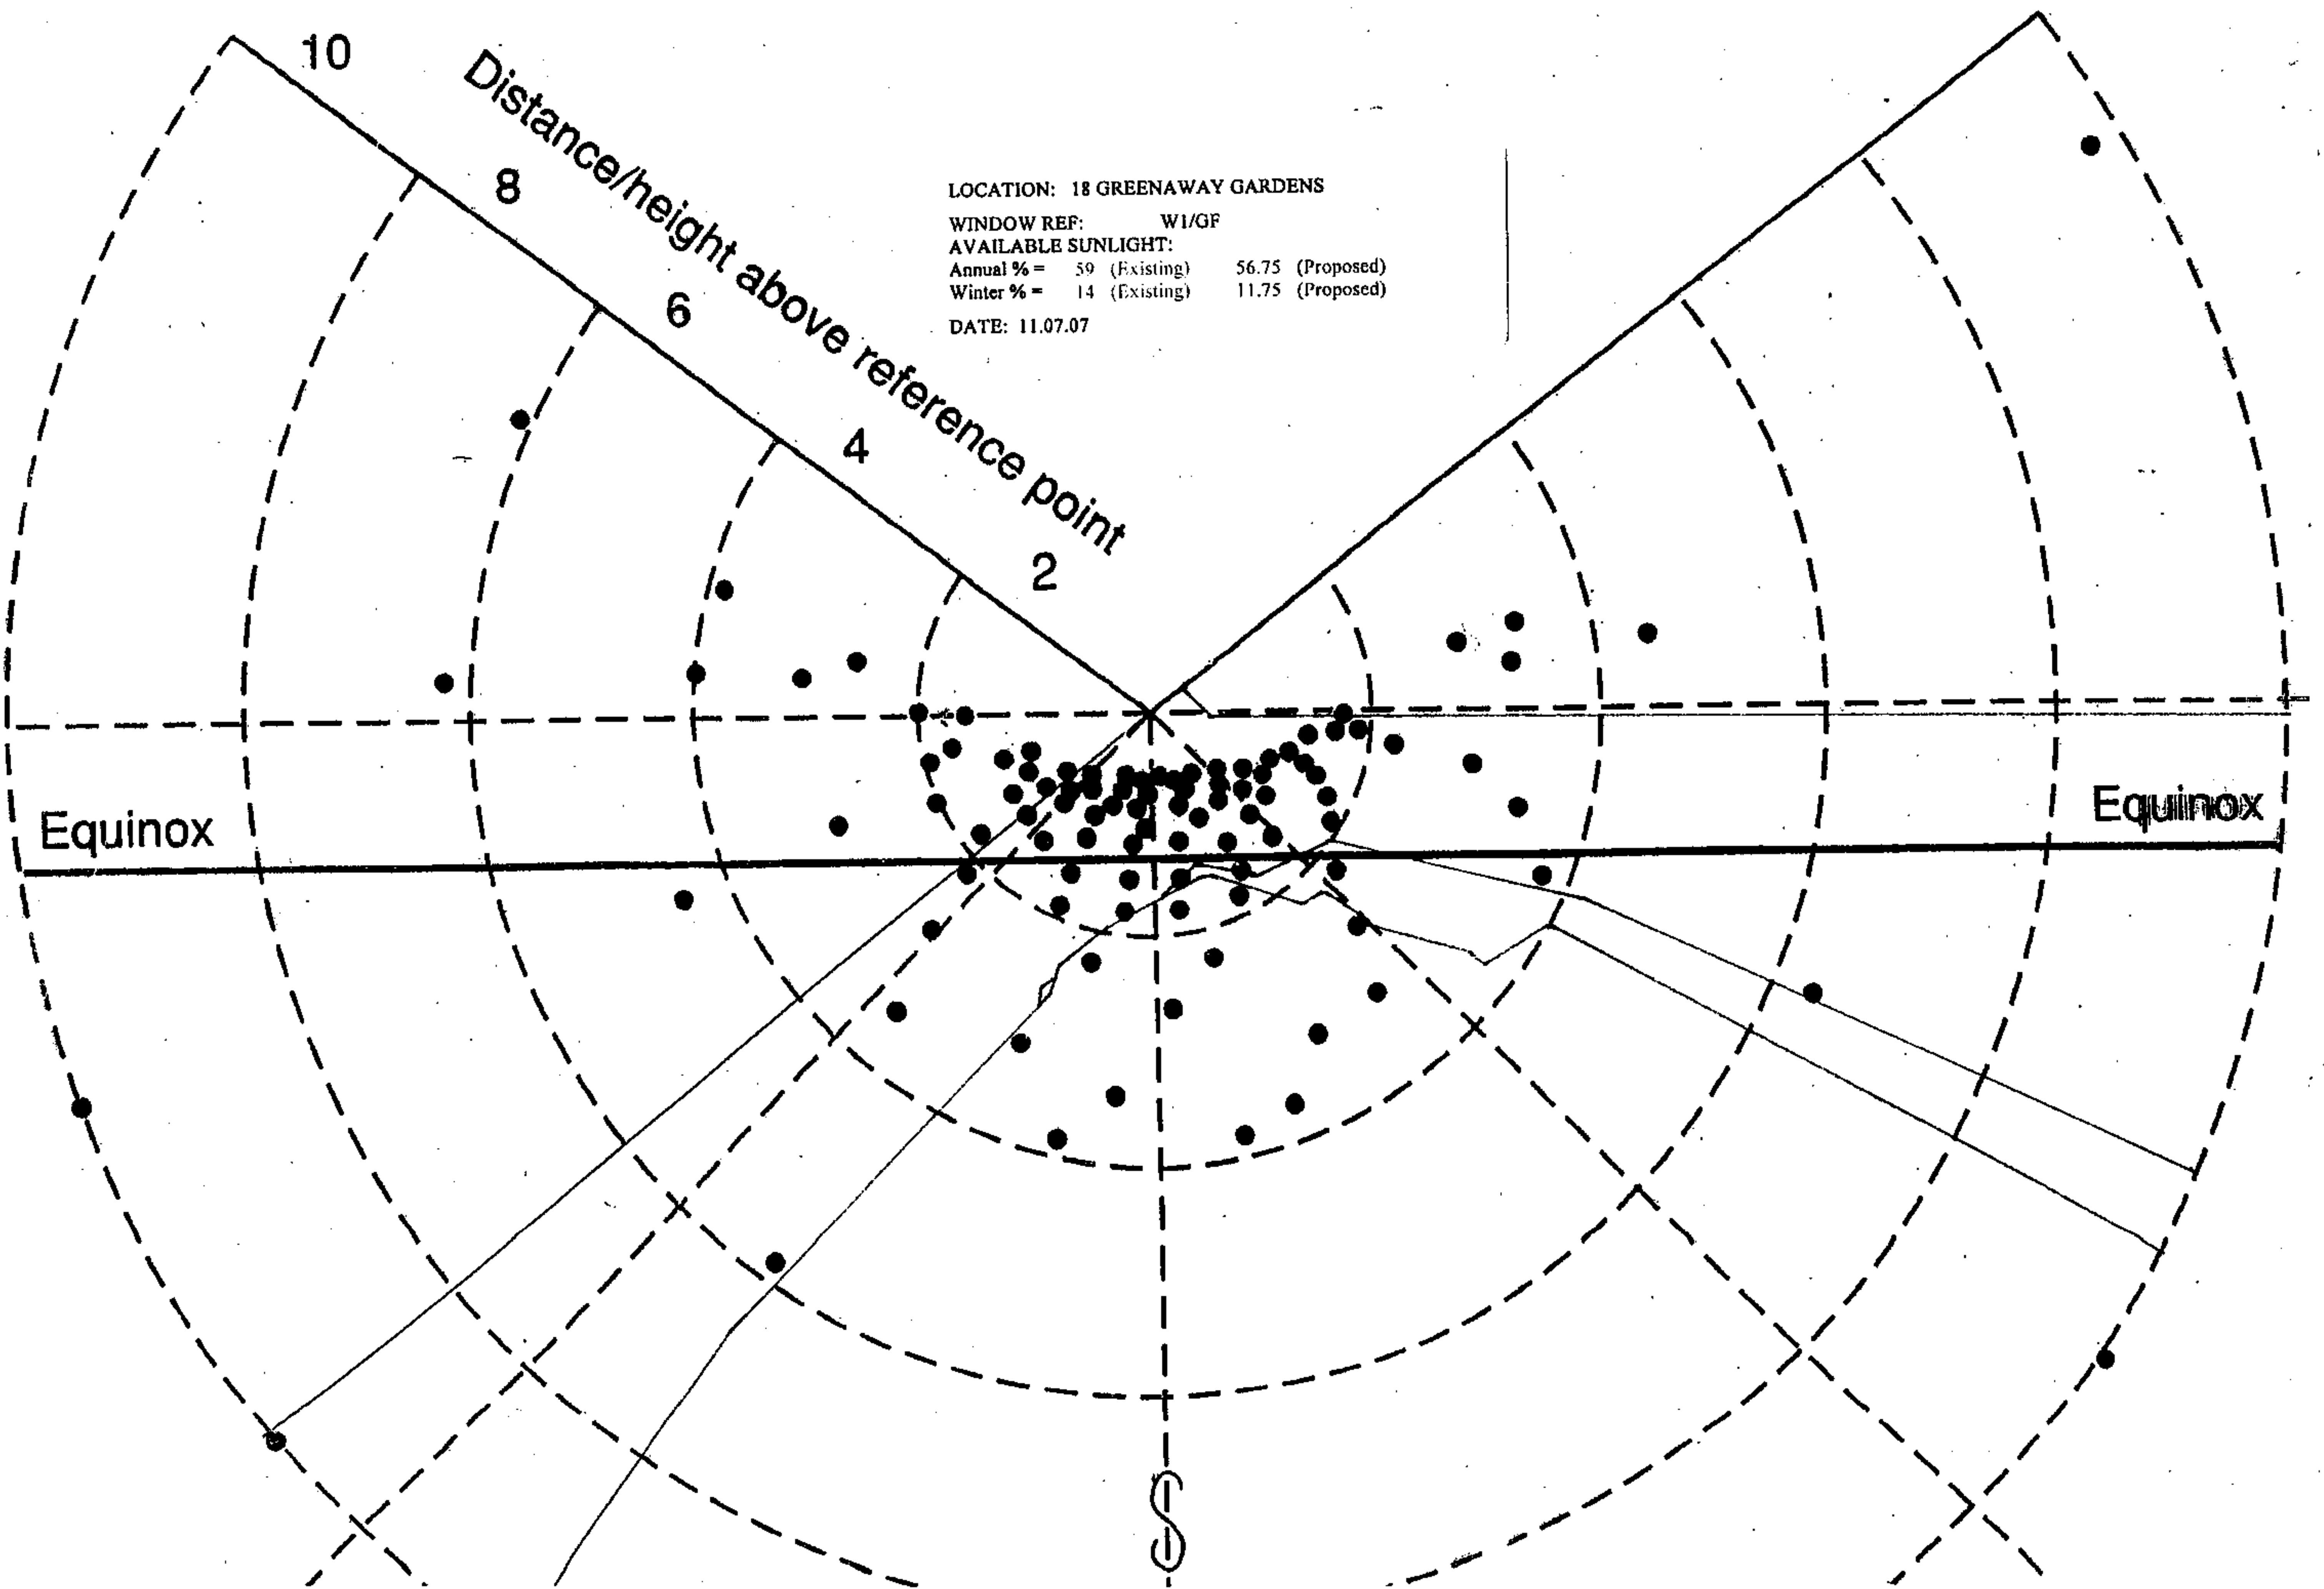 10
Distance/height above reference point
8
6
4
2
LOCATION: 18 GREENAWAY GARDENS
WINDOW REF: W1/GF
AVAILABLE SUNLIGHT:
Annual % = 59 (Existing) 56.75 (Proposed)
Winter % = 14 (Existing) 11.75 (Proposed)
DATE: 11.07.07
Equinox
Equinox
S